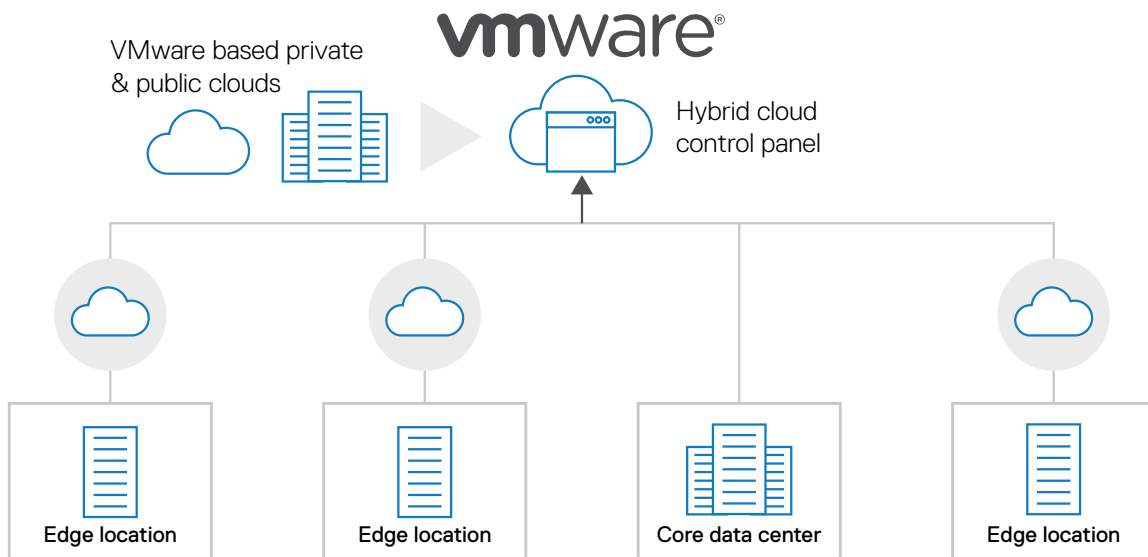 vmware®
VMware based private
& public clouds
Hybrid cloud
control panel
Edge location
Edge location
Core data center
Edge location